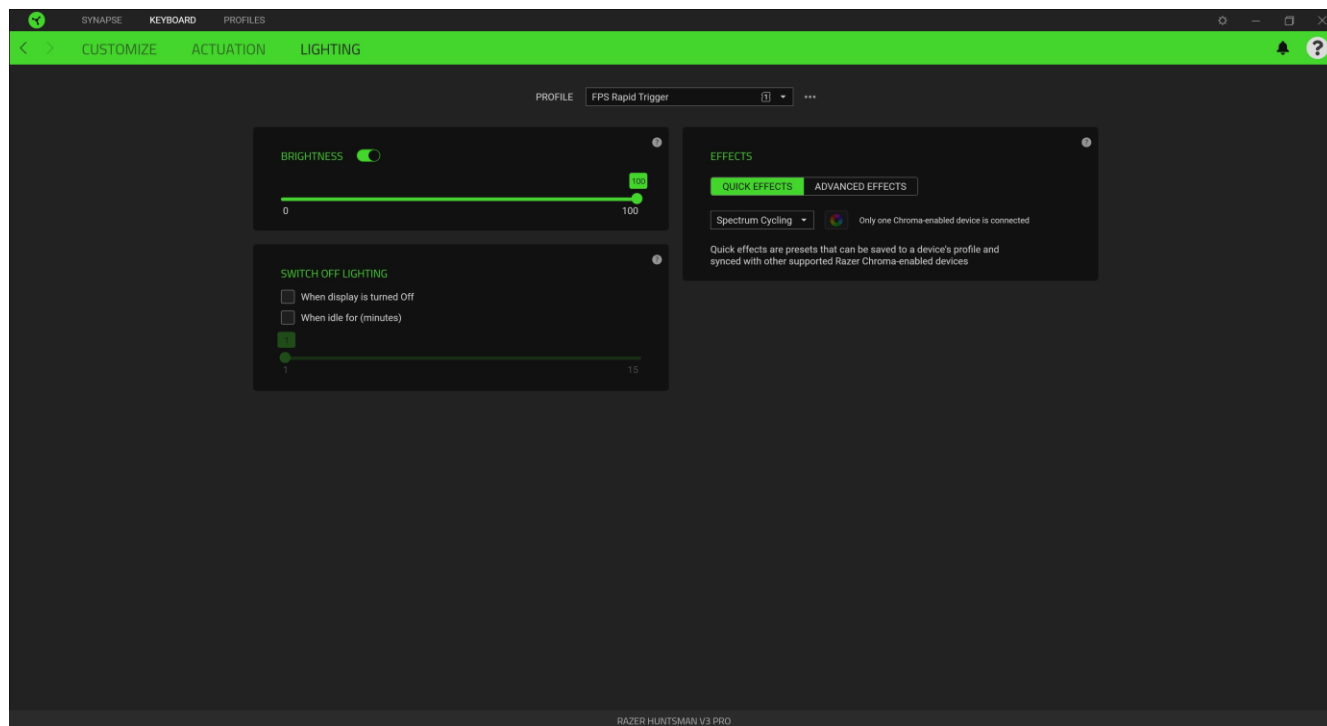 SYNAPSE KEYBOARD PROFILES
CUSTOMIZE ACTUATION LIGHTING
?
PROFILE FPS Rapid Trigger 1
?
BRIGHTNESS
100
0 100
?
SWITCH OFF LIGHTING
When display is turned Off
When idle for (minutes)
1
1 15
?
EFFECTS
QUICK EFFECTS ADVANCED EFFECTS
Spectrum Cycling Only one Chroma-enabled device is connected
Quick effects are presets that can be saved to a device's profile and
synced with other supported Razer Chroma-enabled devices
RAZER HUNTSMAN V3 PRO